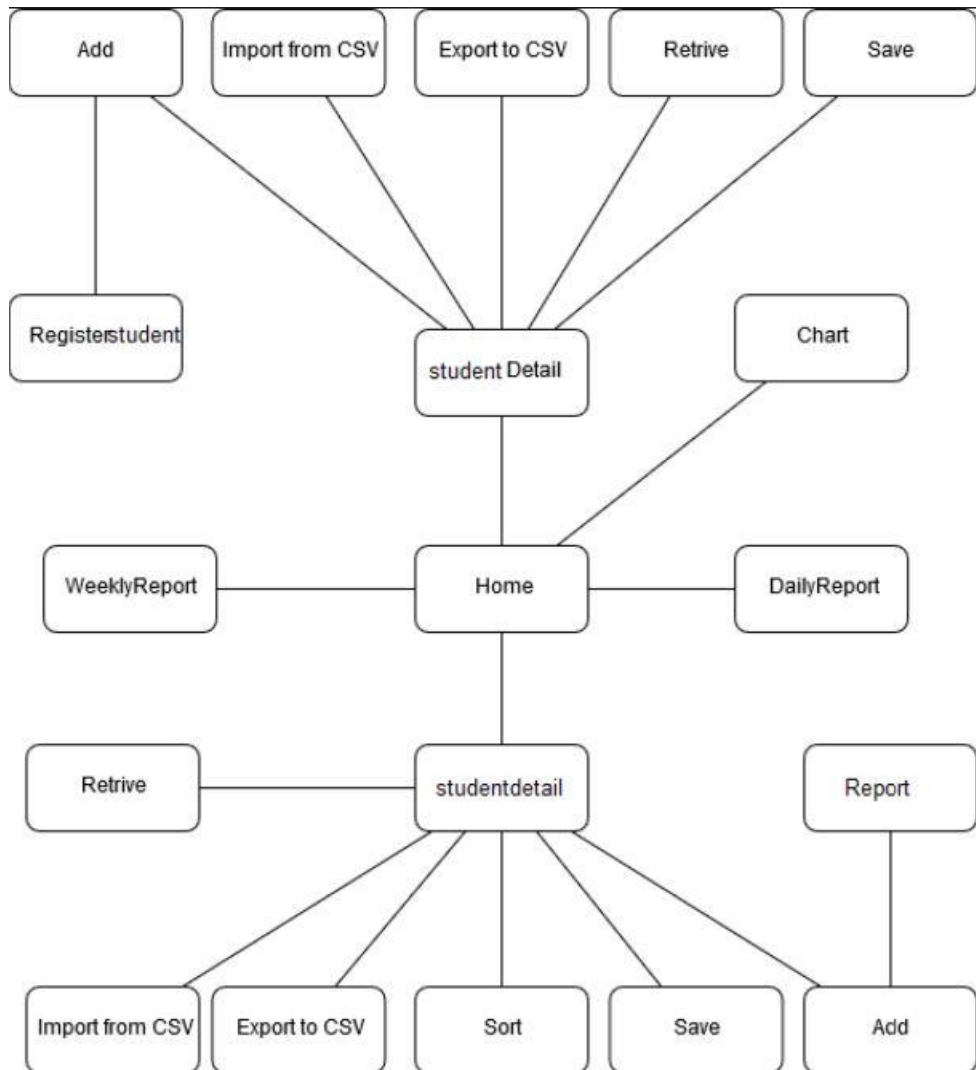 Add
Import from CSV
Export to CSV
Retrive
Save
Registerstudent
student Detail
Chart
WeeklyReport
Home
DailyReport
Retrive
studentdetail
Report
Import from CSV
Export to CSV
Sort
Save
Add